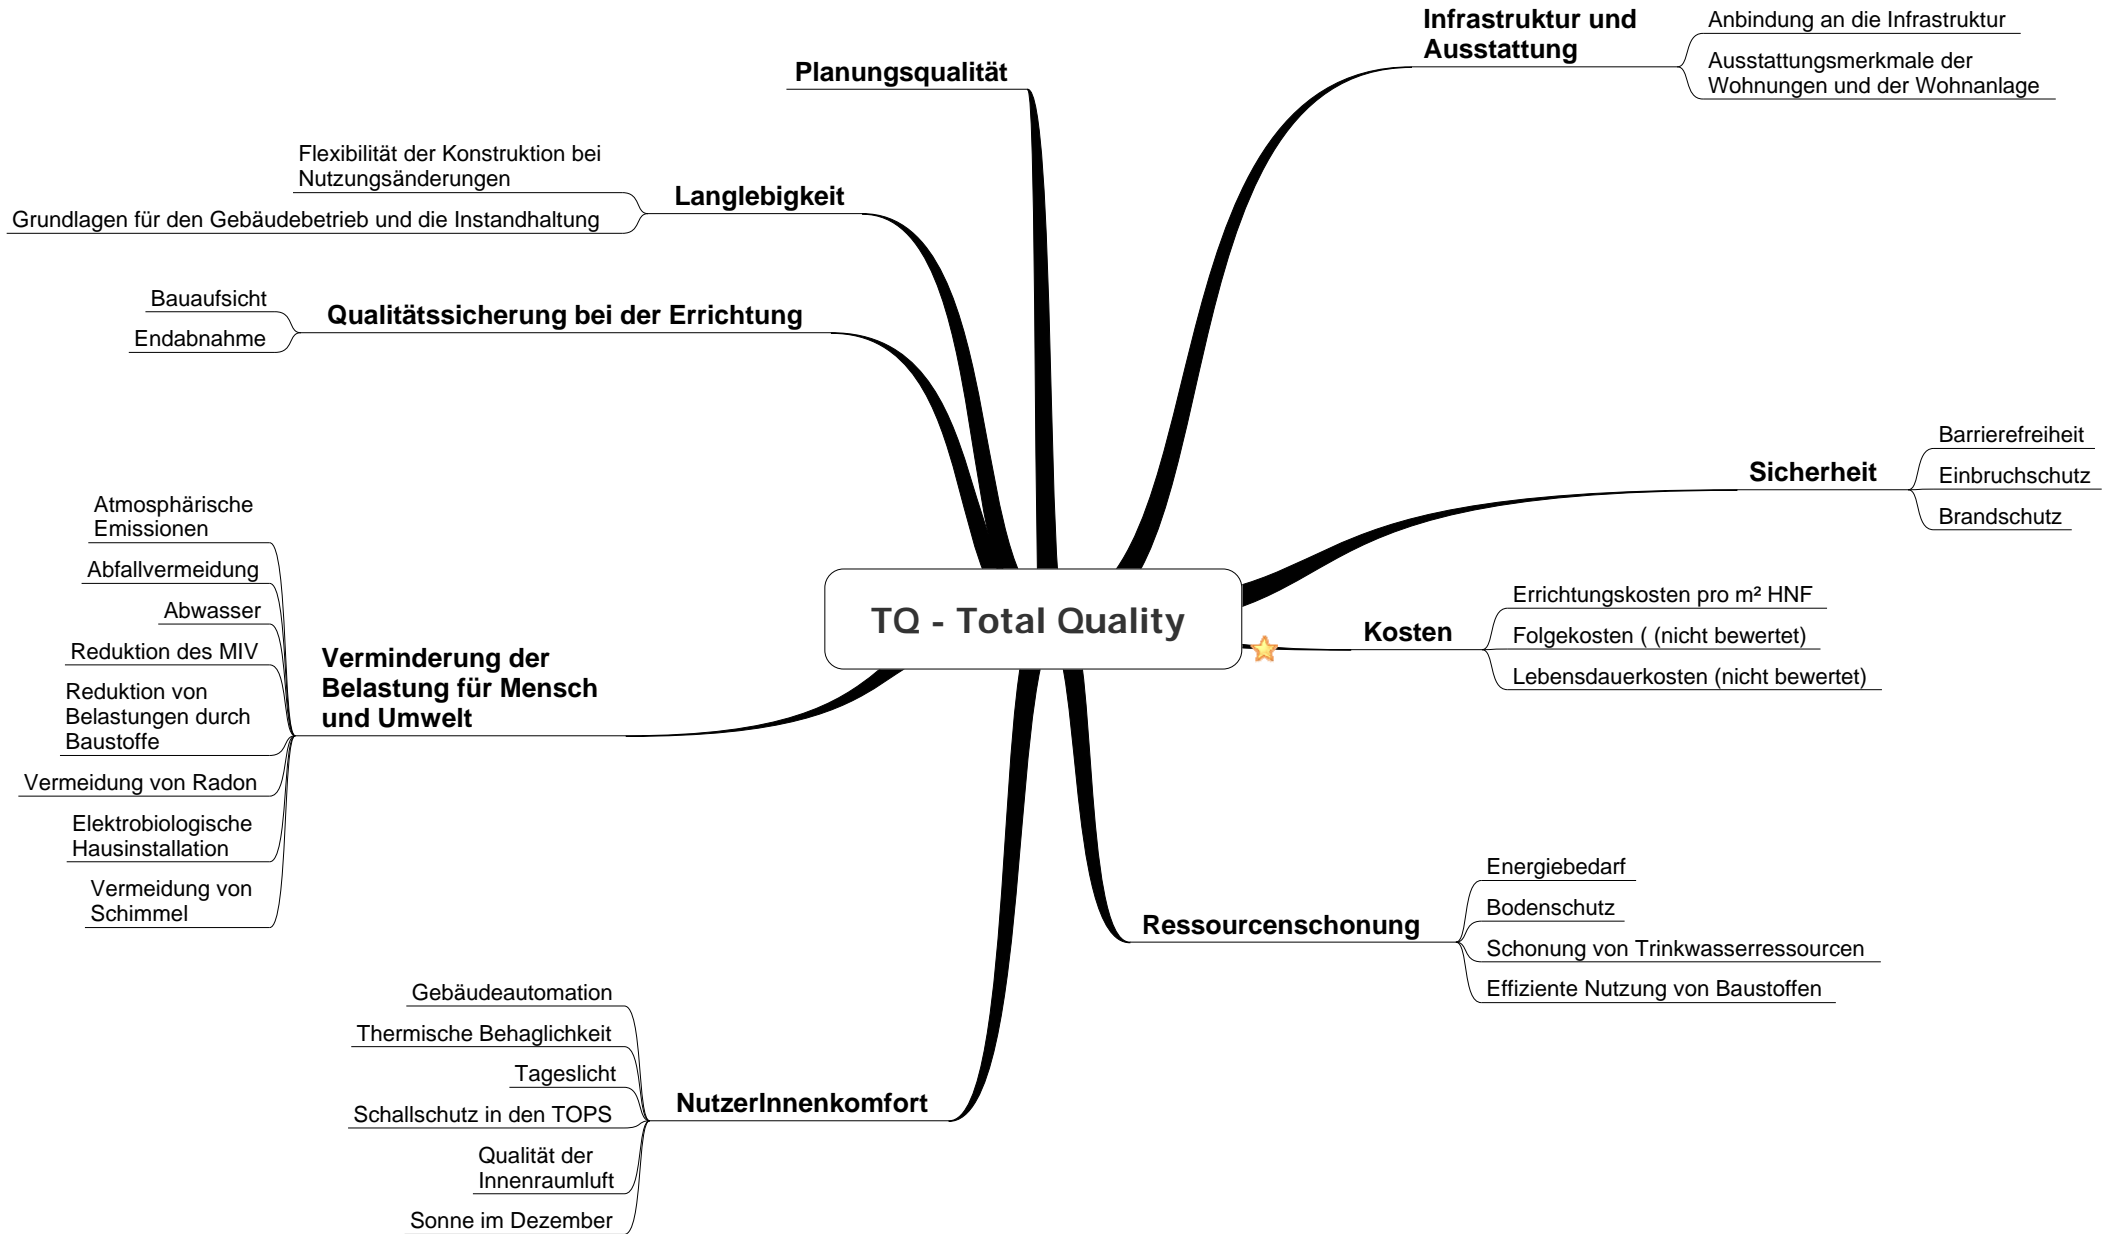 TQ - Total Quality
Planungsqualität
Langlebigkeit
Flexibilität der Konstruktion bei
Nutzungsänderungen
Grundlagen für den Gebäudebetrieb und die Instandhaltung
Qualitätssicherung bei der Errichtung
Bauaufsicht
Endabnahme
Verminderung der
Belastung für Mensch
und Umwelt
Atmosphärische
Emissionen
Abfallvermeidung
Abwasser
Reduktion des MIV
Reduktion von
Belastungen durch
Baustoffe
Vermeidung von Radon
Elektrobiologische
Hausinstallation
Vermeidung von
Schimmel
NutzerInnenkomfort
Gebäudeautomation
Thermische Behaglichkeit
Tageslicht
Schallschutz in den TOPS
Qualität der
Innenraumluft
Sonne im Dezember
Infrastruktur und
Ausstattung
Anbindung an die Infrastruktur
Ausstattungsmerkmale der
Wohnungen und der Wohnanlage
Sicherheit
Barrierefreiheit
Einbruchschutz
Brandschutz
Kosten
Errichtungskosten pro m² HNF
Folgekosten ( (nicht bewertet)
Lebensdauerkosten (nicht bewertet)
Ressourcenschonung
Energiebedarf
Bodenschutz
Schonung von Trinkwasserressourcen
Effiziente Nutzung von Baustoffen